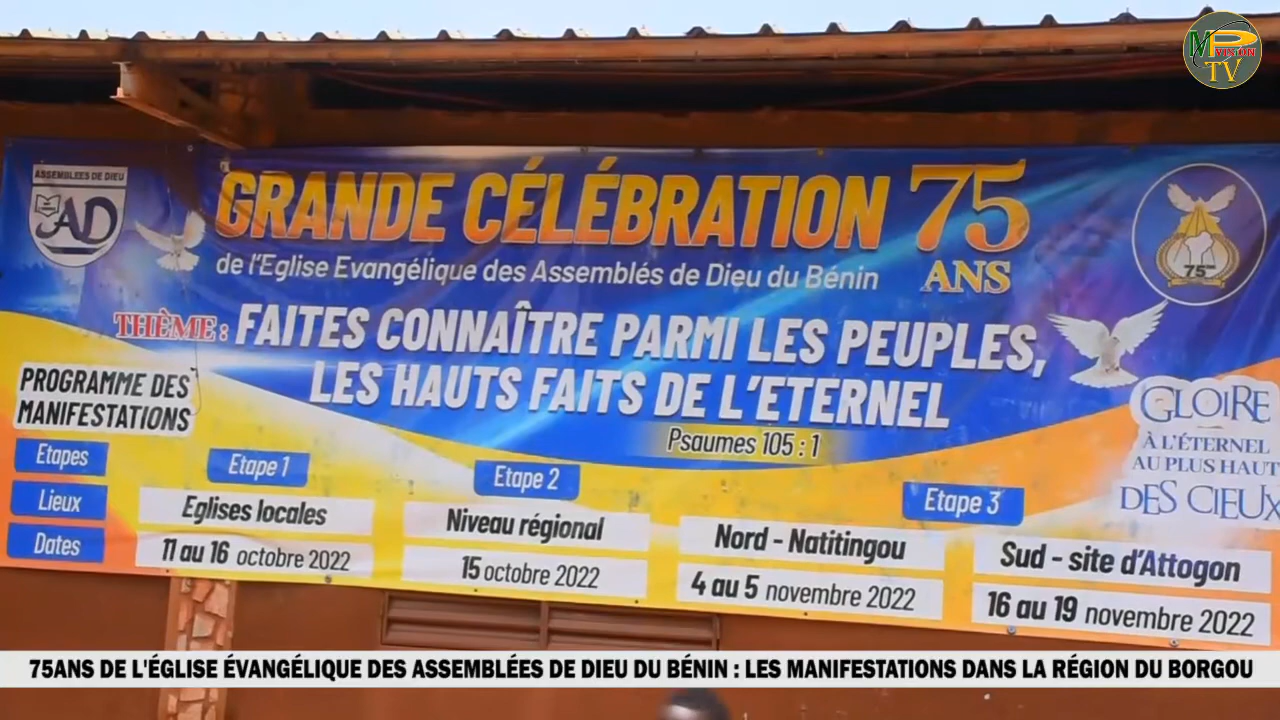 MP VISION
TV
ASSEMBLEES DE DIEU
AD
GRANDE CÉLÉBRATION 75
ANS
de l'Eglise Evangélique des Assemblés de Dieu du Bénin
75
THÈME : FAITES CONNAÎTRE PARMI LES PEUPLES,
LES HAUTS FAITS DE L'ETERNEL
Psaumes 105 : 1
GLOIRE
À L'ÉTERNEL
AU PLUS HAUT
DES CIEUX
PROGRAMME DES
MANIFESTATIONS
Etapes
Etape 1
Etape 2
Etape 3
Lieux
Eglises locales
Niveau régional
Nord - Natitingou
Sud - site d'Attogon
Dates
11 au 16 octobre 2022
15 octobre 2022
4 au 5 novembre 2022
16 au 19 novembre 2022
75ANS DE L'ÉGLISE ÉVANGÉLIQUE DES ASSEMBLÉES DE DIEU DU BÉNIN : LES MANIFESTATIONS DANS LA RÉGION DU BORGOU